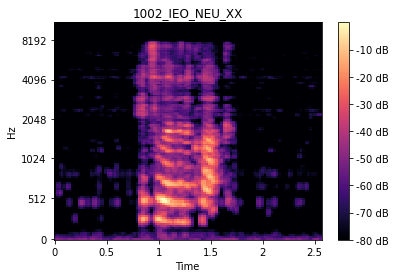 1002_IEO_NEU_XX
8192
4096
2048
1024
512
0
Hz
0 0.5 1 1.5 2 2.5
Time
-10 dB
-20 dB
-30 dB
-40 dB
-50 dB
-60 dB
-70 dB
-80 dB